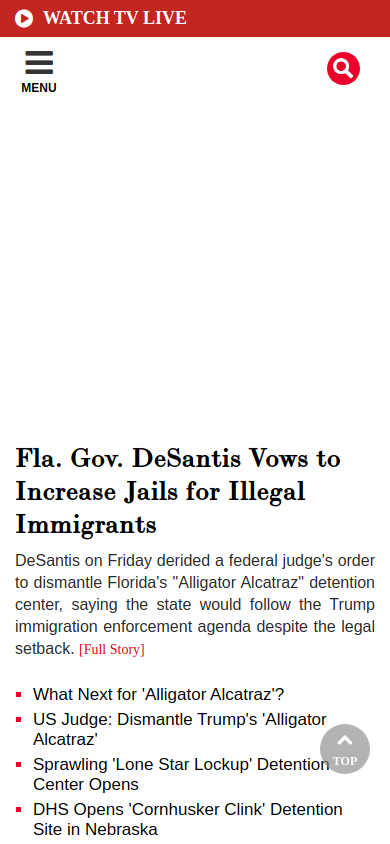 WATCH TV LIVE
MENU
Fla. Gov. DeSantis Vows to
Increase Jails for Illegal
Immigrants
DeSantis on Friday derided a federal judge's order
to dismantle Florida's "Alligator Alcatraz" detention
center, saying the state would follow the Trump
immigration enforcement agenda despite the legal
setback. [Full Story]
What Next for 'Alligator Alcatraz'?
US Judge: Dismantle Trump's 'Alligator
Alcatraz'
Sprawling 'Lone Star Lockup' Detention
Center Opens
DHS Opens 'Cornhusker Clink' Detention
Site in Nebraska
TOP